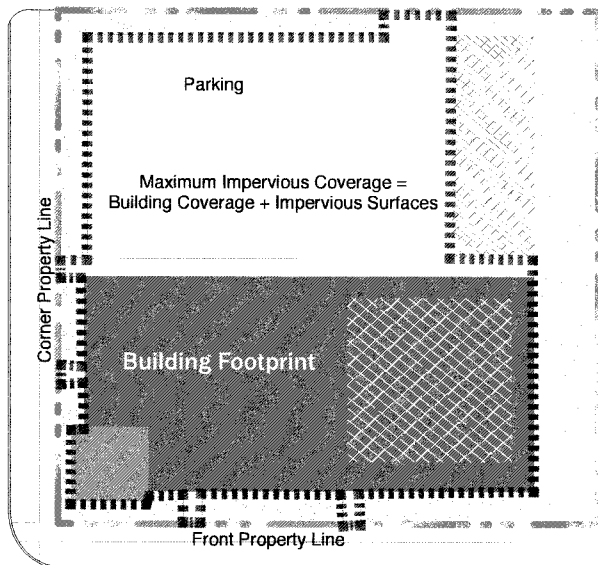 Parking
Maximum Impervious Coverage =
Building Coverage + Impervious Surfaces
Corner Property Line
Building Footprint
Front Property Line